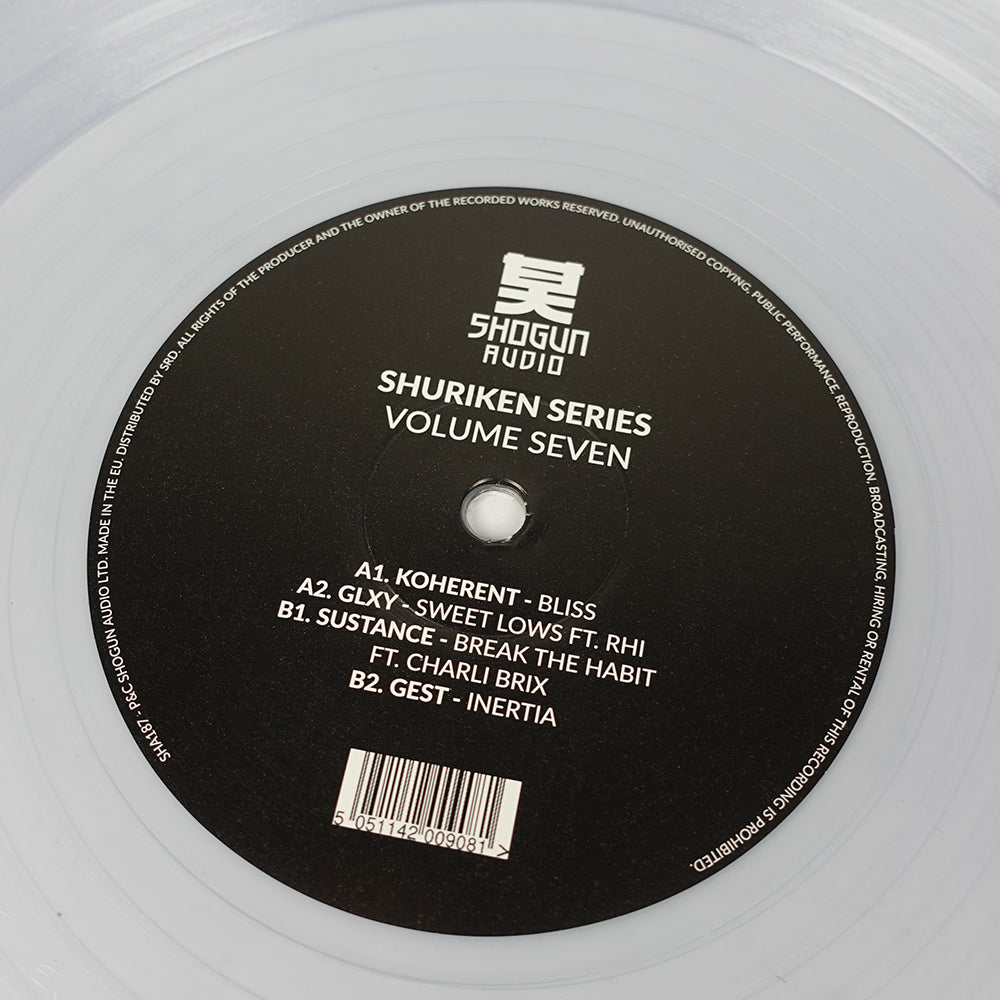 SHOGUN
AUDIO
SHURIKEN SERIES
VOLUME SEVEN
A1. KOHERENT - BLISS
A2. GLXY - SWEET LOWS FT. RHI
B1. SUSTANCE - BREAK THE HABIT
FT. CHARLI BRIX
B2. GEST - INERTIA
5 051142 009081 >
SHA187 - P&C SHOGUN AUDIO LTD. MADE IN THE EU. DISTRIBUTED BY SRD. ALL RIGHTS OF THE PRODUCER AND THE OWNER OF THE RECORDED WORKS RESERVED. UNAUTHORISED COPYING, PUBLIC PERFORMANCE, REPRODUCTION, BROADCASTING, HIRING OR RENTAL OF THIS RECORDING IS PROHIBITED.